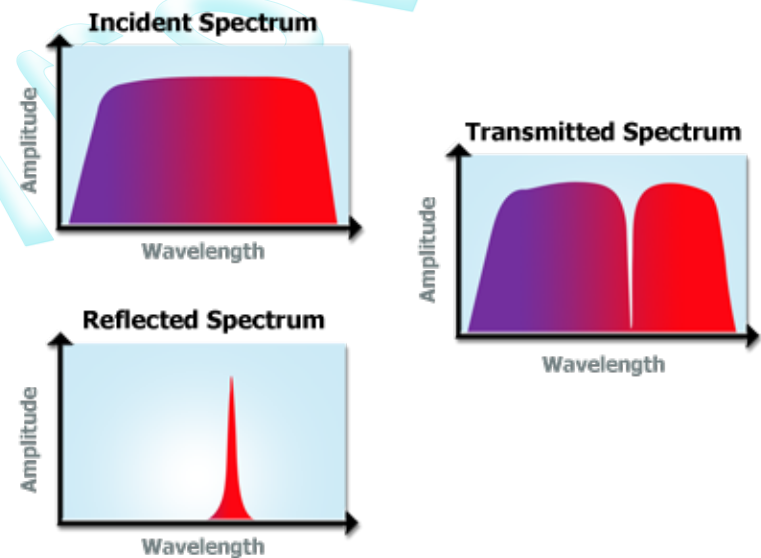 Incident Spectrum
Amplitude
Wavelength
Transmitted Spectrum
Amplitude
Wavelength
Reflected Spectrum
Amplitude
Wavelength